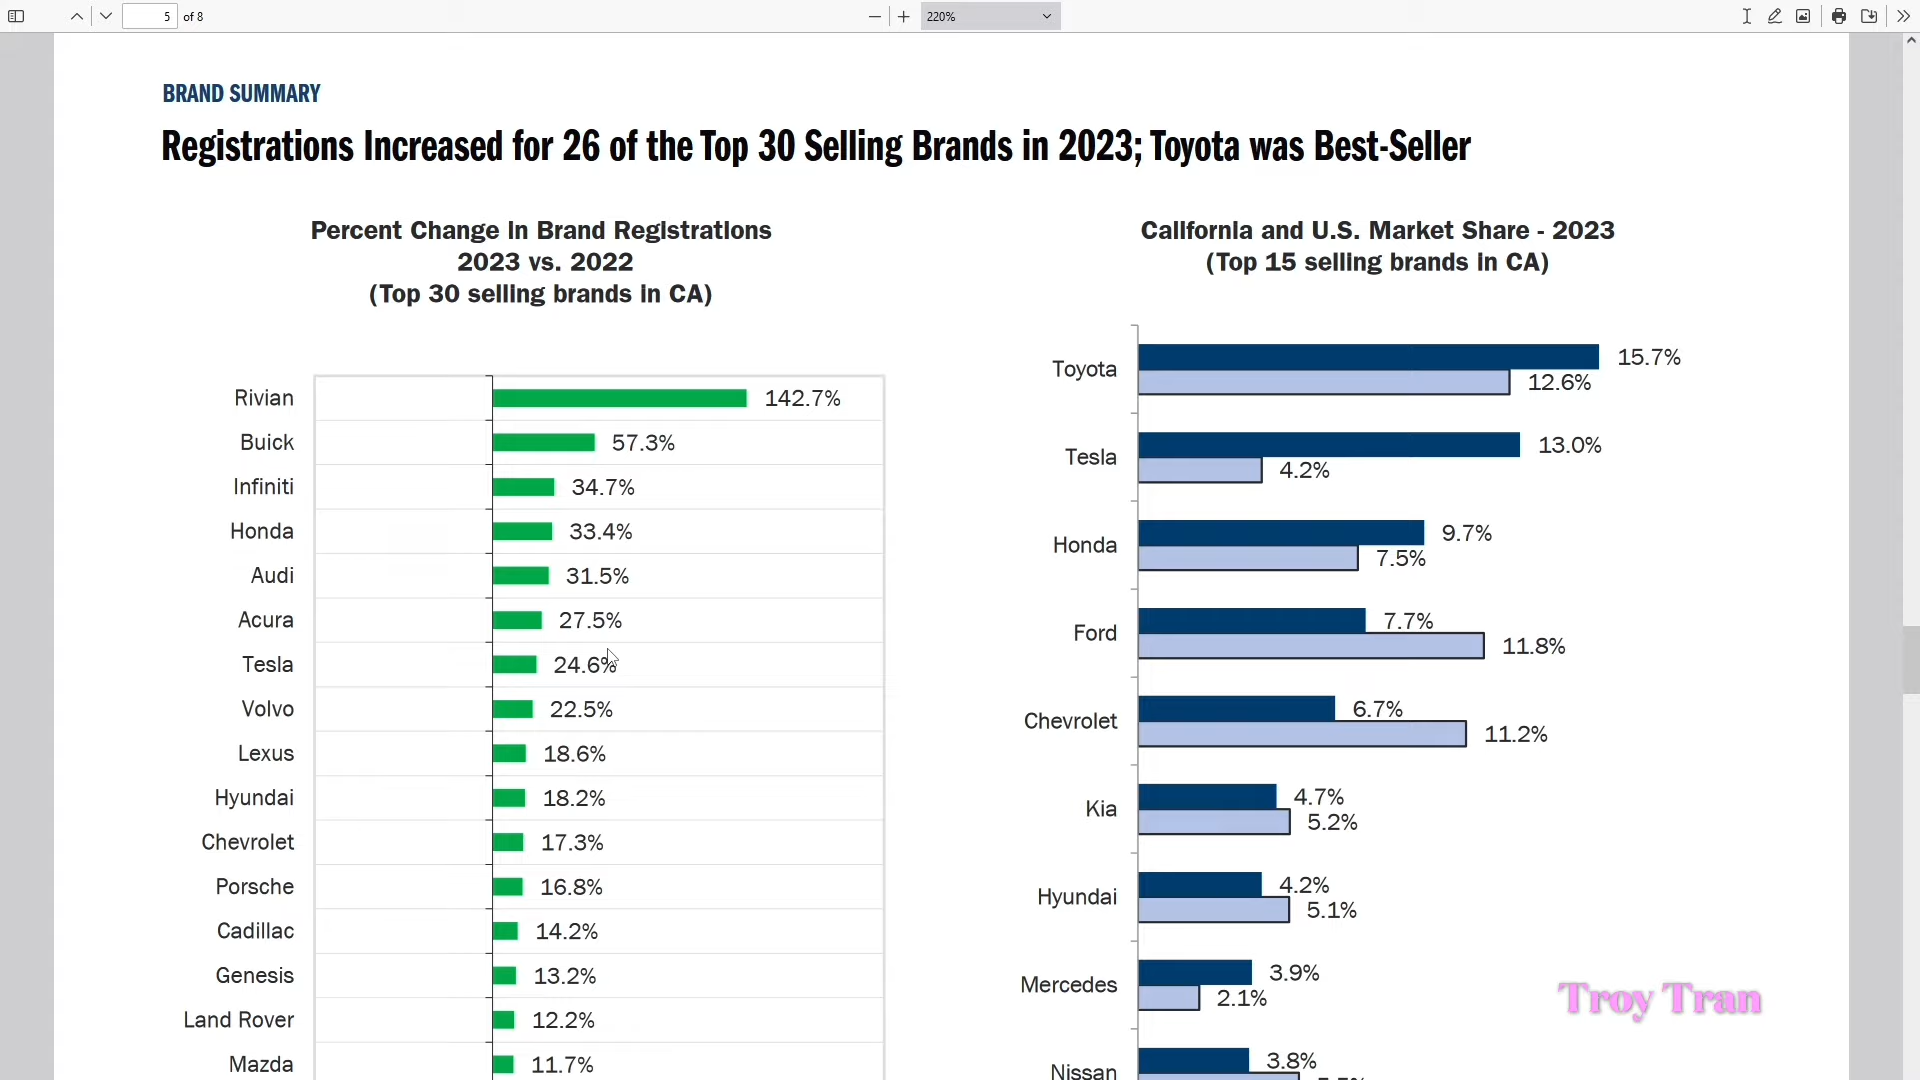 5 of 8
220%
BRAND SUMMARY
Registrations Increased for 26 of the Top 30 Selling Brands in 2023; Toyota was Best-Seller
Percent Change in Brand Registrations
2023 vs. 2022
(Top 30 selling brands in CA)
Rivian 142.7%
Buick 57.3%
Infiniti 34.7%
Honda 33.4%
Audi 31.5%
Acura 27.5%
Tesla 24.6%
Volvo 22.5%
Lexus 18.6%
Hyundai 18.2%
Chevrolet 17.3%
Porsche 16.8%
Cadillac 14.2%
Genesis 13.2%
Land Rover 12.2%
Mazda 11.7%
California and U.S. Market Share - 2023
(Top 15 selling brands in CA)
Toyota 15.7%
12.6%
Tesla 13.0%
4.2%
Honda 9.7%
7.5%
Ford 7.7%
11.8%
Chevrolet 6.7%
11.2%
Kia 4.7%
5.2%
Hyundai 4.2%
5.1%
Mercedes 3.9%
2.1%
Nissan 3.8%
Troy Tran